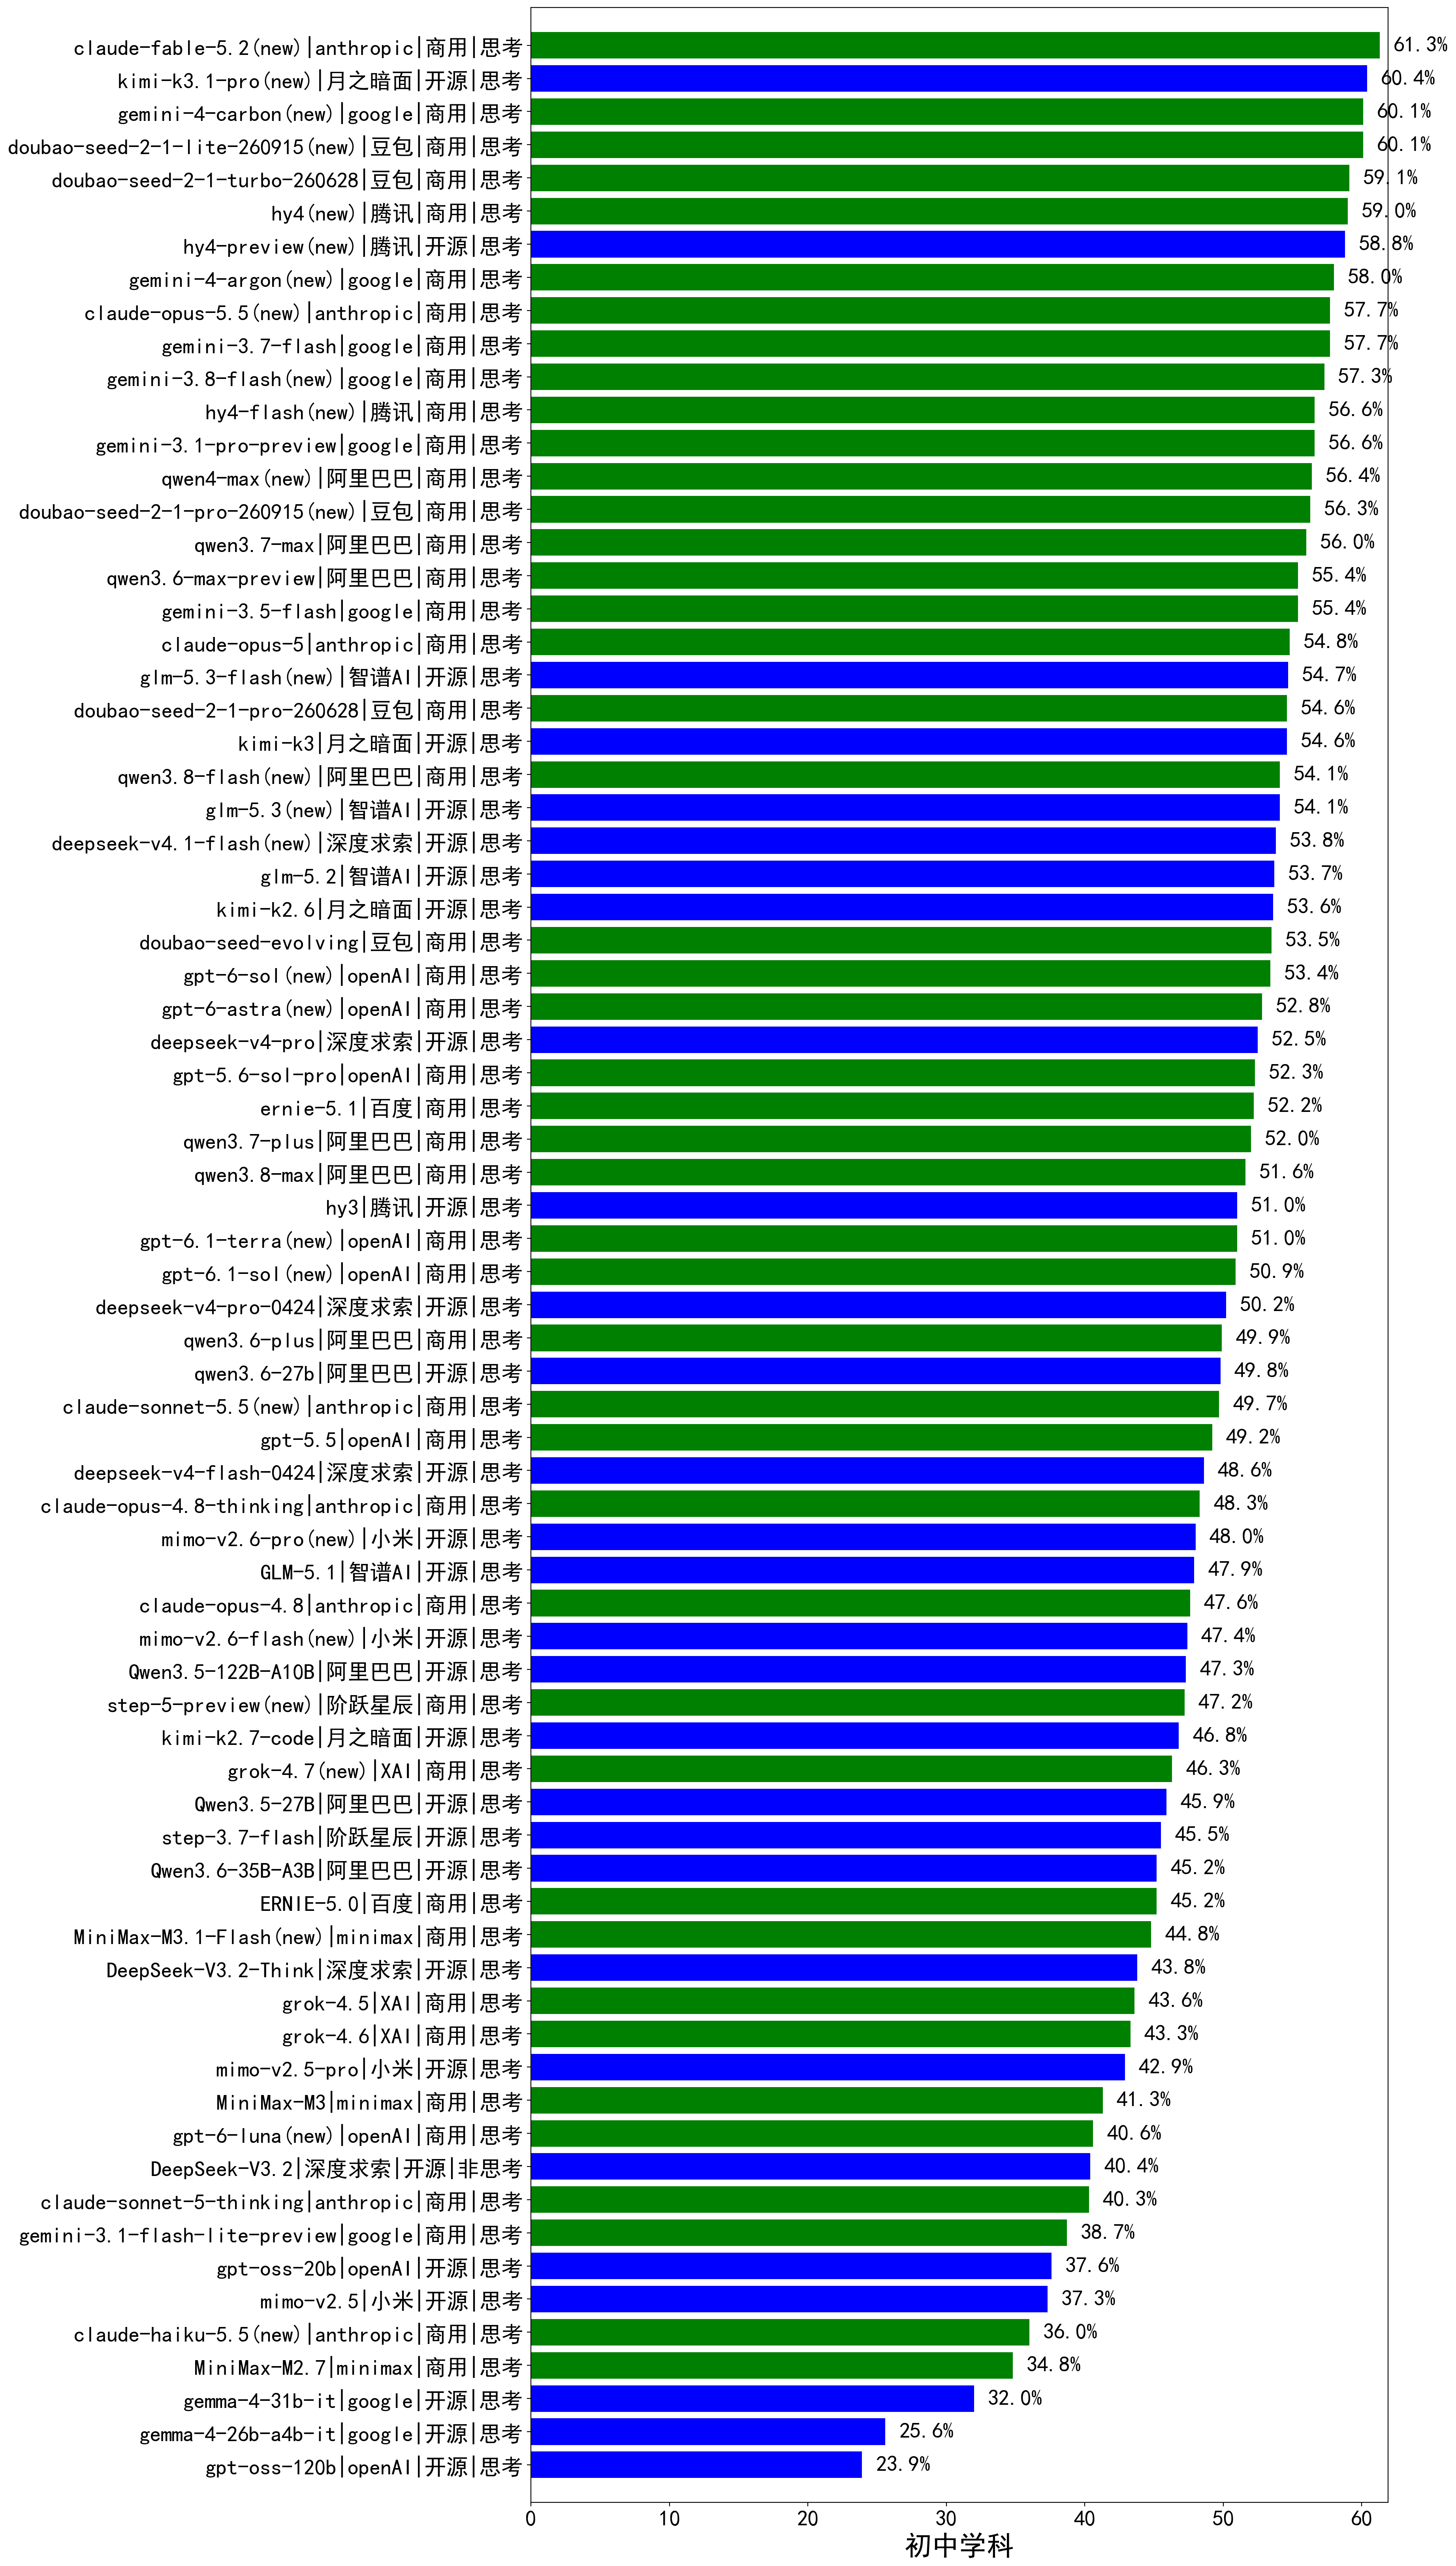 claude-fable-5.2(new)|anthropic|商用|思考 61.3%
kimi-k3.1-pro(new)|月之暗面|开源|思考 60.4%
gemini-4-carbon(new)|google|商用|思考 60.1%
doubao-seed-2-1-lite-260915(new)|豆包|商用|思考 60.1%
doubao-seed-2-1-turbo-260628|豆包|商用|思考 59.1%
hy4(new)|腾讯|商用|思考 59.0%
hy4-preview(new)|腾讯|开源|思考 58.8%
gemini-4-argon(new)|google|商用|思考 58.0%
claude-opus-5.5(new)|anthropic|商用|思考 57.7%
gemini-3.7-flash|google|商用|思考 57.7%
gemini-3.8-flash(new)|google|商用|思考 57.3%
hy4-flash(new)|腾讯|商用|思考 56.6%
gemini-3.1-pro-preview|google|商用|思考 56.6%
qwen4-max(new)|阿里巴巴|商用|思考 56.4%
doubao-seed-2-1-pro-260915(new)|豆包|商用|思考 56.3%
qwen3.7-max|阿里巴巴|商用|思考 56.0%
qwen3.6-max-preview|阿里巴巴|商用|思考 55.4%
gemini-3.5-flash|google|商用|思考 55.4%
claude-opus-5|anthropic|商用|思考 54.8%
glm-5.3-flash(new)|智谱AI|开源|思考 54.7%
doubao-seed-2-1-pro-260628|豆包|商用|思考 54.6%
kimi-k3|月之暗面|开源|思考 54.6%
qwen3.8-flash(new)|阿里巴巴|商用|思考 54.1%
glm-5.3(new)|智谱AI|开源|思考 54.1%
deepseek-v4.1-flash(new)|深度求索|开源|思考 53.8%
glm-5.2|智谱AI|开源|思考 53.7%
kimi-k2.6|月之暗面|开源|思考 53.6%
doubao-seed-evolving|豆包|商用|思考 53.5%
gpt-6-sol(new)|openAI|商用|思考 53.4%
gpt-6-astra(new)|openAI|商用|思考 52.8%
deepseek-v4-pro|深度求索|开源|思考 52.5%
gpt-5.6-sol-pro|openAI|商用|思考 52.3%
ernie-5.1|百度|商用|思考 52.2%
qwen3.7-plus|阿里巴巴|商用|思考 52.0%
qwen3.8-max|阿里巴巴|商用|思考 51.6%
hy3|腾讯|开源|思考 51.0%
gpt-6.1-terra(new)|openAI|商用|思考 51.0%
gpt-6.1-sol(new)|openAI|商用|思考 50.9%
deepseek-v4-pro-0424|深度求索|开源|思考 50.2%
qwen3.6-plus|阿里巴巴|商用|思考 49.9%
qwen3.6-27b|阿里巴巴|开源|思考 49.8%
claude-sonnet-5.5(new)|anthropic|商用|思考 49.7%
gpt-5.5|openAI|商用|思考 49.2%
deepseek-v4-flash-0424|深度求索|开源|思考 48.6%
claude-opus-4.8-thinking|anthropic|商用|思考 48.3%
mimo-v2.6-pro(new)|小米|开源|思考 48.0%
GLM-5.1|智谱AI|开源|思考 47.9%
claude-opus-4.8|anthropic|商用|思考 47.6%
mimo-v2.6-flash(new)|小米|开源|思考 47.4%
Qwen3.5-122B-A10B|阿里巴巴|开源|思考 47.3%
step-5-preview(new)|阶跃星辰|商用|思考 47.2%
kimi-k2.7-code|月之暗面|开源|思考 46.8%
grok-4.7(new)|XAI|商用|思考 46.3%
Qwen3.5-27B|阿里巴巴|开源|思考 45.9%
step-3.7-flash|阶跃星辰|开源|思考 45.5%
Qwen3.6-35B-A3B|阿里巴巴|开源|思考 45.2%
ERNIE-5.0|百度|商用|思考 45.2%
MiniMax-M3.1-Flash(new)|minimax|商用|思考 44.8%
DeepSeek-V3.2-Think|深度求索|开源|思考 43.8%
grok-4.5|XAI|商用|思考 43.6%
grok-4.6|XAI|商用|思考 43.3%
mimo-v2.5-pro|小米|开源|思考 42.9%
MiniMax-M3|minimax|商用|思考 41.3%
gpt-6-luna(new)|openAI|商用|思考 40.6%
DeepSeek-V3.2|深度求索|开源|非思考 40.4%
claude-sonnet-5-thinking|anthropic|商用|思考 40.3%
gemini-3.1-flash-lite-preview|google|商用|思考 38.7%
gpt-oss-20b|openAI|开源|思考 37.6%
mimo-v2.5|小米|开源|思考 37.3%
claude-haiku-5.5(new)|anthropic|商用|思考 36.0%
MiniMax-M2.7|minimax|商用|思考 34.8%
gemma-4-31b-it|google|开源|思考 32.0%
gemma-4-26b-a4b-it|google|开源|思考 25.6%
gpt-oss-120b|openAI|开源|思考 23.9%
0 10 20 30 40 50 60
初中学科